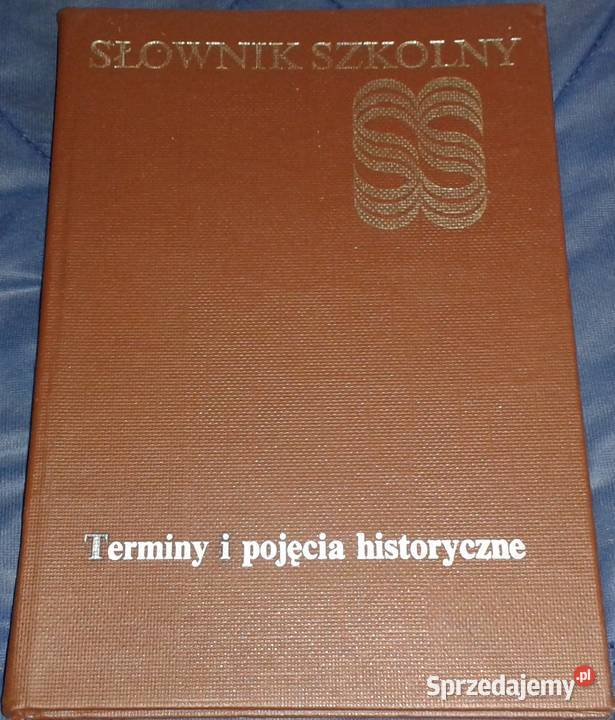 SŁOWNIK SZKOLNY
Terminy i pojęcia historyczne
Sprzedajemy.pl